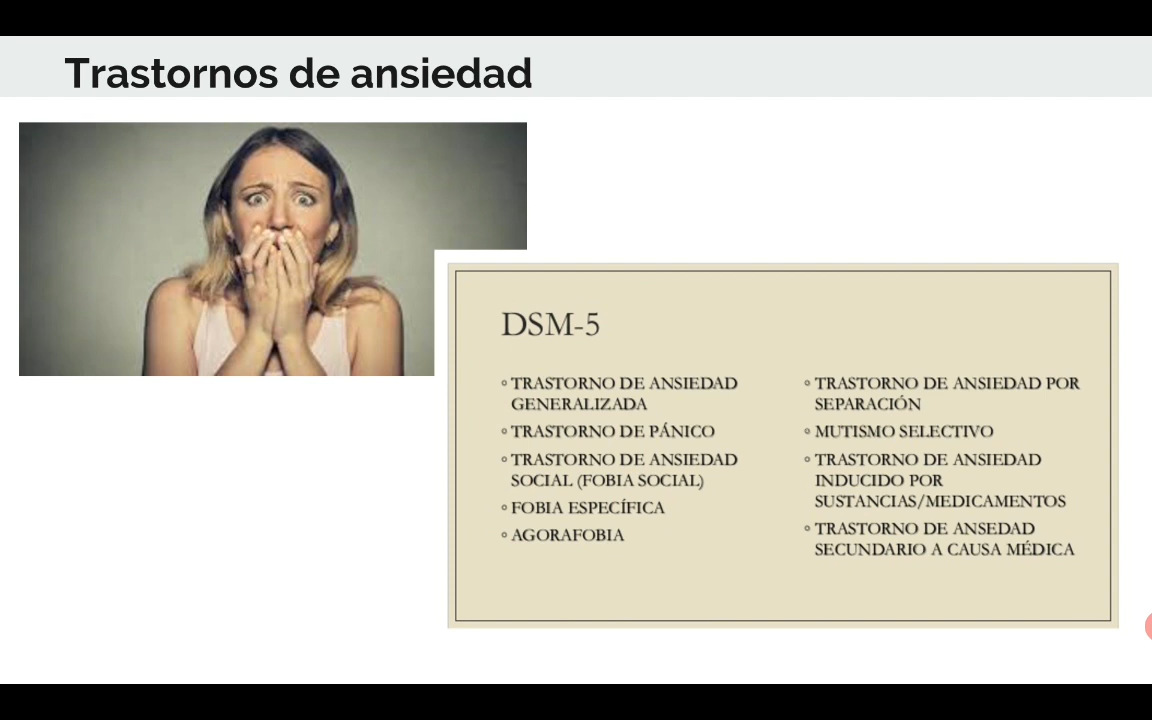 Trastornos de ansiedad
DSM-5
◦ TRASTORNO DE ANSIEDAD
GENERALIZADA
◦ TRASTORNO DE PÁNICO
◦ TRASTORNO DE ANSIEDAD
SOCIAL (FOBIA SOCIAL)
◦ FOBIA ESPECÍFICA
◦ AGORAFOBIA
◦ TRASTORNO DE ANSIEDAD POR
SEPARACIÓN
◦ MUTISMO SELECTIVO
◦ TRASTORNO DE ANSIEDAD
INDUCIDO POR
SUSTANCIAS/MEDICAMENTOS
◦ TRASTORNO DE ANSEDAD
SECUNDARIO A CAUSA MÉDICA